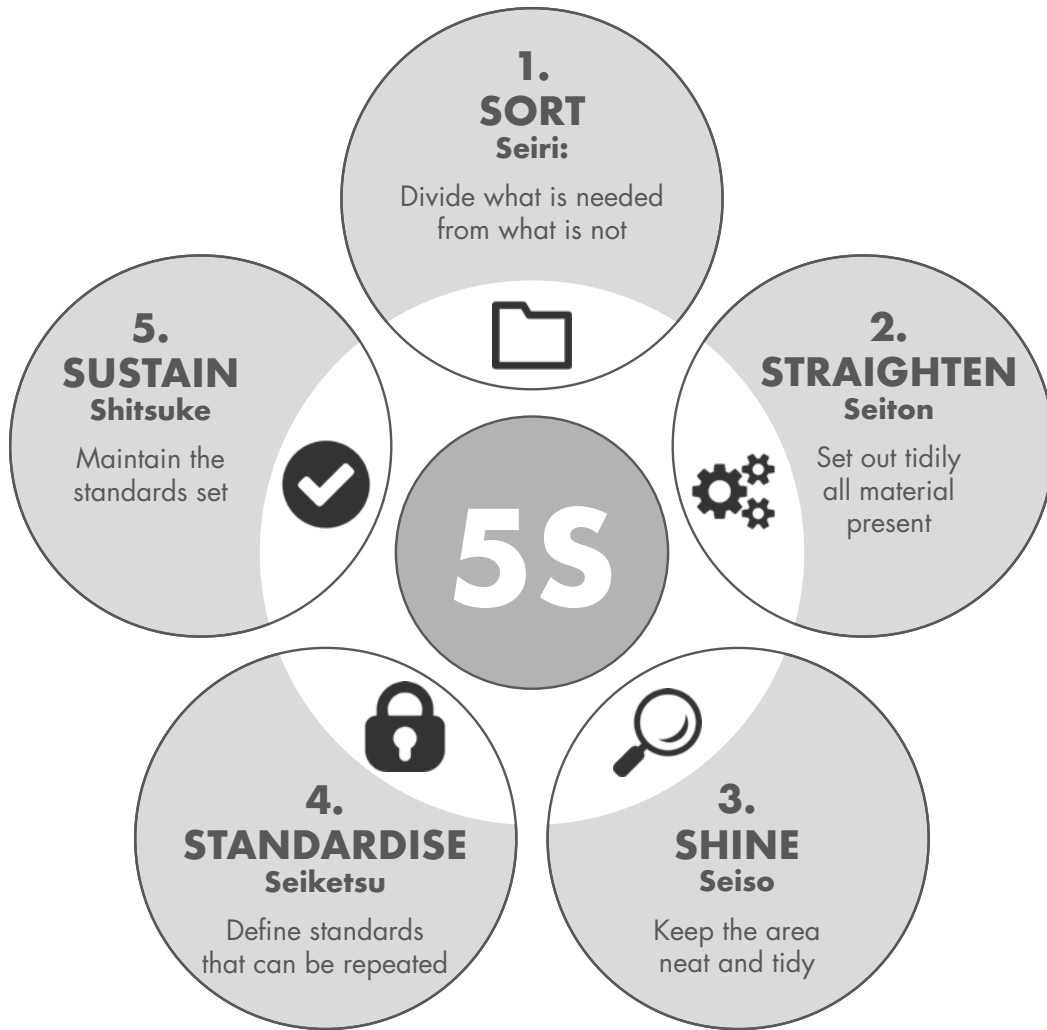 1.
SORT
Seiri:
Divide what is needed
from what is not
2.
STRAIGHTEN
Seiton
Set out tidily
all material
present
3.
SHINE
Seiso
Keep the area
neat and tidy
4.
STANDARDISE
Seiketsu
Define standards
that can be repeated
5.
SUSTAIN
Shitsuke
Maintain the
standards set
5S